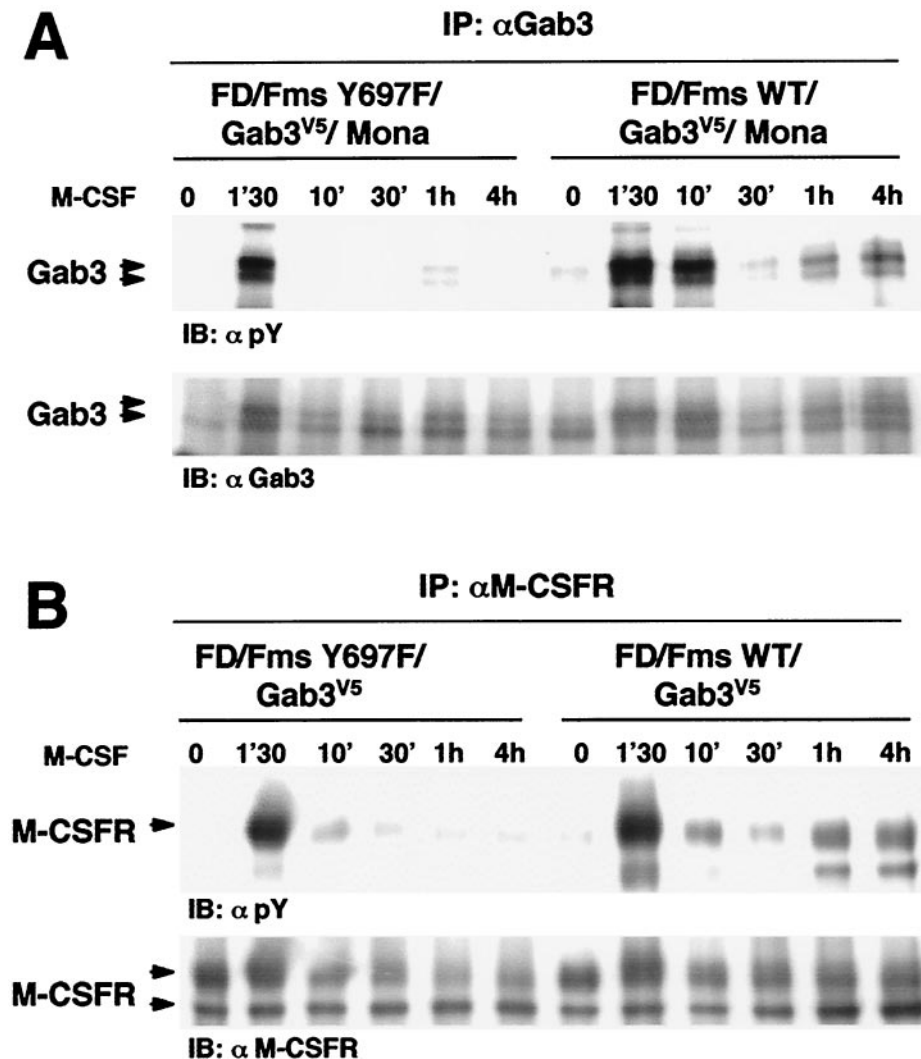 A
IP: αGab3
FD/Fms Y697F/
Gab3V5/ Mona
FD/Fms WT/
Gab3V5/ Mona
M-CSF 0 1'30 10' 30' 1h 4h 0 1'30 10' 30' 1h 4h
Gab3
IB: α pY
Gab3
IB: α Gab3
B
IP: αM-CSFR
FD/Fms Y697F/
Gab3V5
FD/Fms WT/
Gab3V5
M-CSF 0 1'30 10' 30' 1h 4h 0 1'30 10' 30' 1h 4h
M-CSFR
IB: α pY
M-CSFR
IB: α M-CSFR